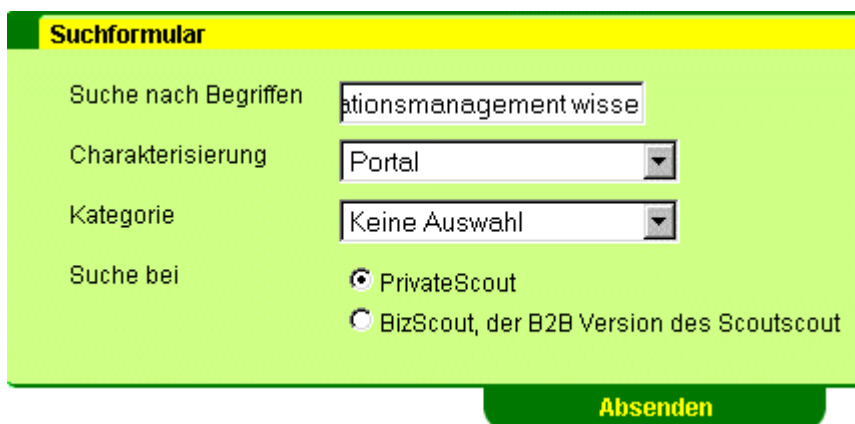 Suchformular
Suche nach Begriffen ationsmanagement wisse
Charakterisierung Portal
Kategorie Keine Auswahl
Suche bei PrivateScout
BizScout, der B2B Version des Scoutscout
Absenden